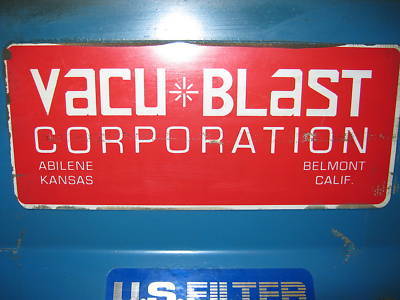 VACU*BLAST
CORPORATION
ABILENE BELMONT
KANSAS CALIF.
U.S. FILTER